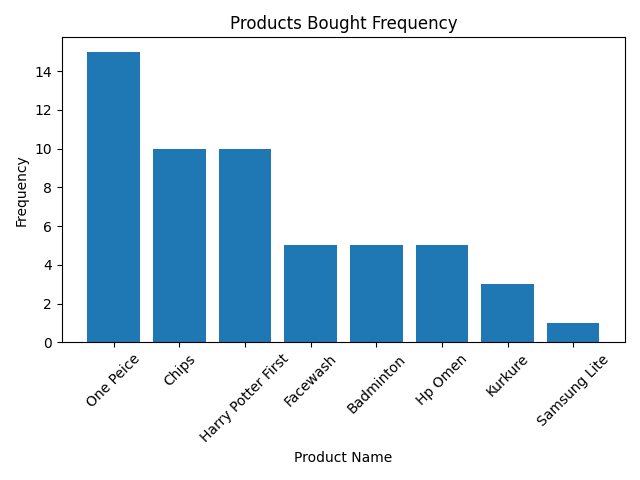 Products Bought Frequency
Frequency
14
12
10
8
6
4
2
0
One Peice
Chips
Harry Potter First
Facewash
Badminton
Hp Omen
Kurkure
Samsung Lite
Product Name